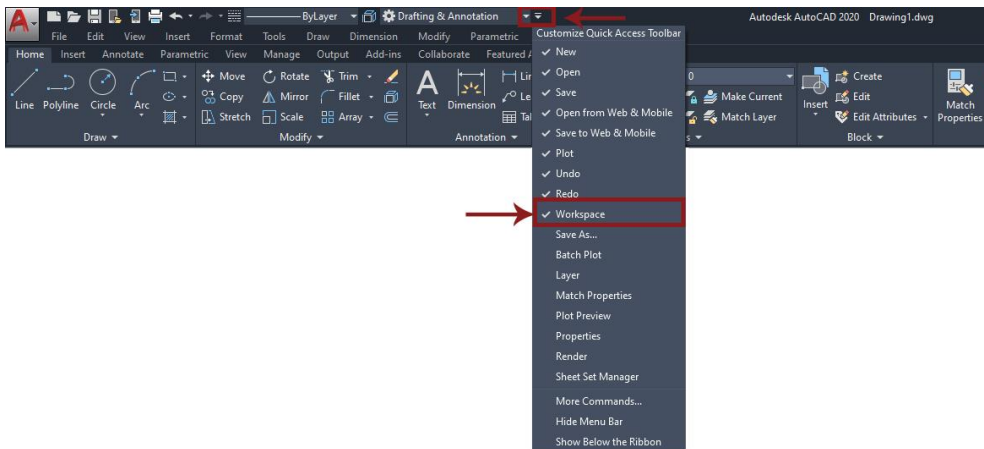 ByLayer Drafting & Annotation Autodesk AutoCAD 2020 Drawing1.dwg
File Edit View Insert Format Tools Draw Dimension Modify Parametric
Home Insert Annotate Parametric View Manage Output Add-ins Collaborate Featured A
Line Polyline Circle Arc
Move Rotate Trim
Copy Mirror Fillet
Stretch Scale Array
Text Dimension
Lin
Le
Tal
0
Make Current
Match Layer
Insert
Create
Edit
Edit Attributes
Match
Properties
Draw Modify Annotation s Block
Customize Quick Access Toolbar
New
Open
Save
Open from Web & Mobile
Save to Web & Mobile
Plot
Undo
Redo
Workspace
Save As...
Batch Plot
Layer
Match Properties
Plot Preview
Properties
Render
Sheet Set Manager
More Commands...
Hide Menu Bar
Show Below the Ribbon